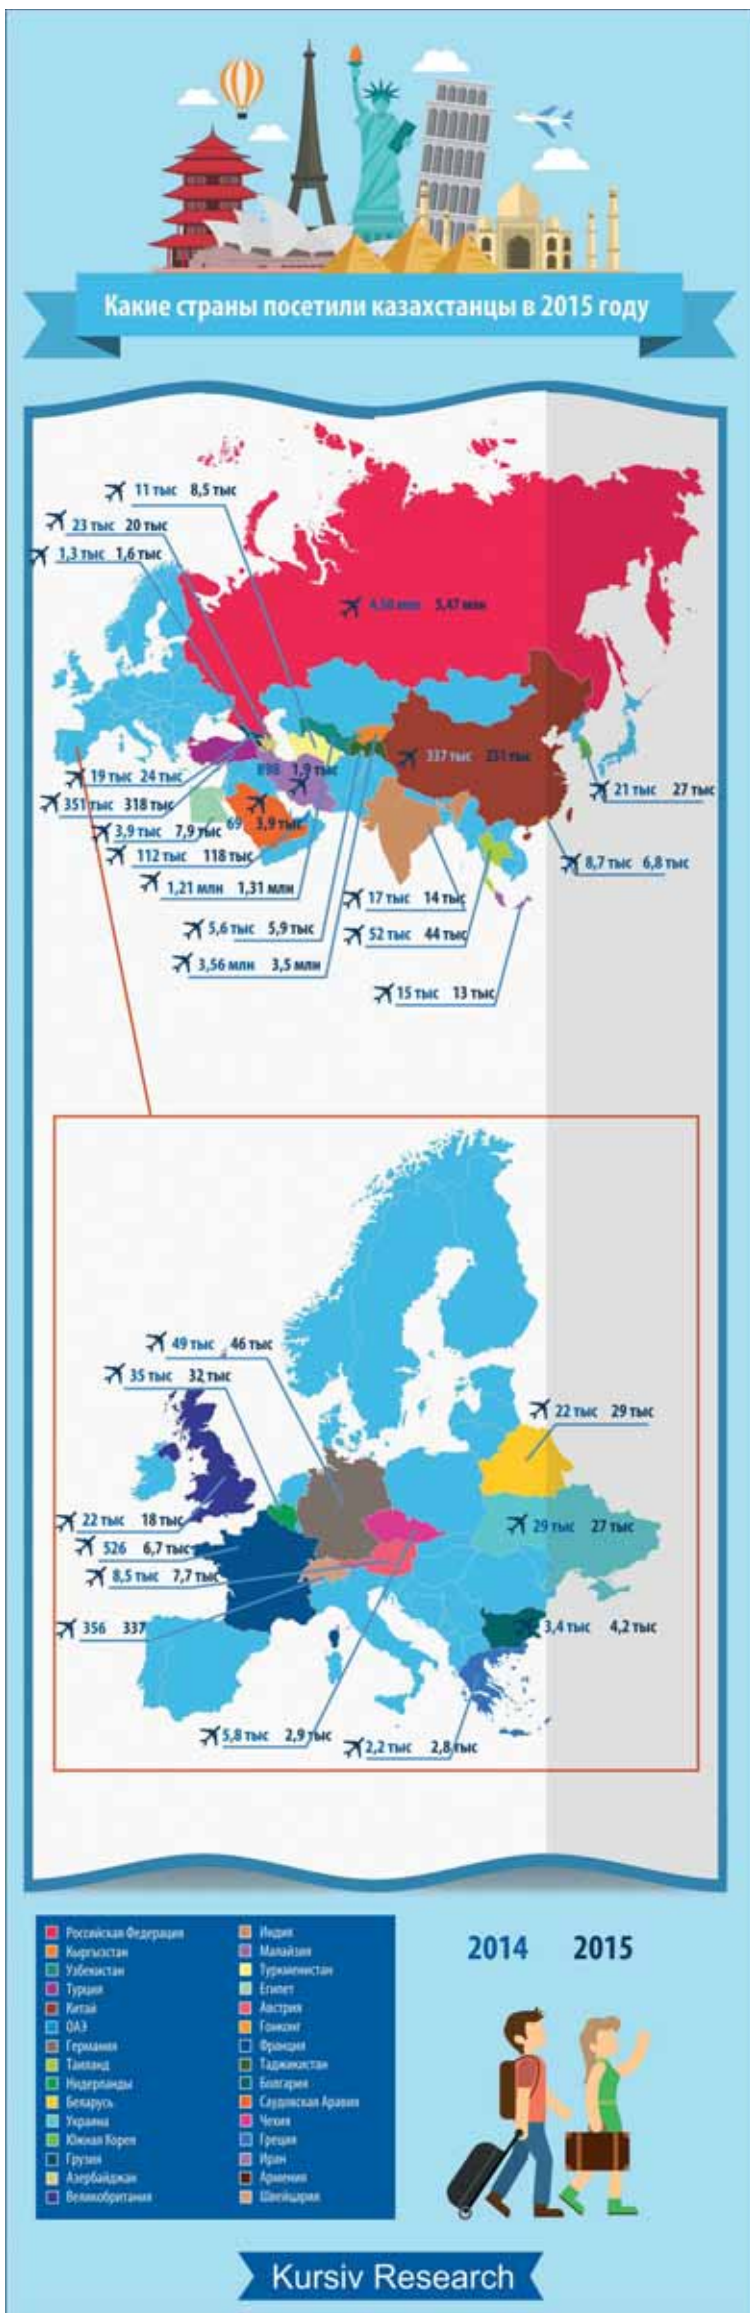 Какие страны посетили казахстанцы в 2015 году
11 тыс 8,5 тыс
23 тыс 20 тыс
1,3 тыс 1,6 тыс
5,47 млн
337 тыс 231 тыс
898 1,9 тыс
19 тыс 24 тыс
351 тыс 318 тыс
21 тыс 27 тыс
3,9 тыс 7,9 тыс
69 3,9 тыс
112 тыс 118 тыс
8,7 тыс 6,8 тыс
1,21 млн 1,31 млн
17 тыс 14 тыс
5,6 тыс 5,9 тыс
52 тыс 44 тыс
3,56 млн 3,5 млн
15 тыс 13 тыс
49 тыс 46 тыс
35 тыс 32 тыс
22 тыс 29 тыс
22 тыс 18 тыс
29 тыс 27 тыс
526 6,7 тыс
8,5 тыс 7,7 тыс
356 337
3,4 тыс 4,2 тыс
5,8 тыс 2,9 тыс
2,2 тыс 2,8 тыс
Российская Федерация
Кыргызстан
Узбекистан
Турция
Китай
ОАЭ
Германия
Таиланд
Нидерланды
Беларусь
Украина
Южная Корея
Грузия
Азербайджан
Великобритания
Индия
Малайзия
Туркменистан
Египет
Австрия
Гонконг
Франция
Таджикистан
Болгария
Саудовская Аравия
Чехия
Греция
Иран
Армения
Швейцария
2014 2015
Kursiv Research